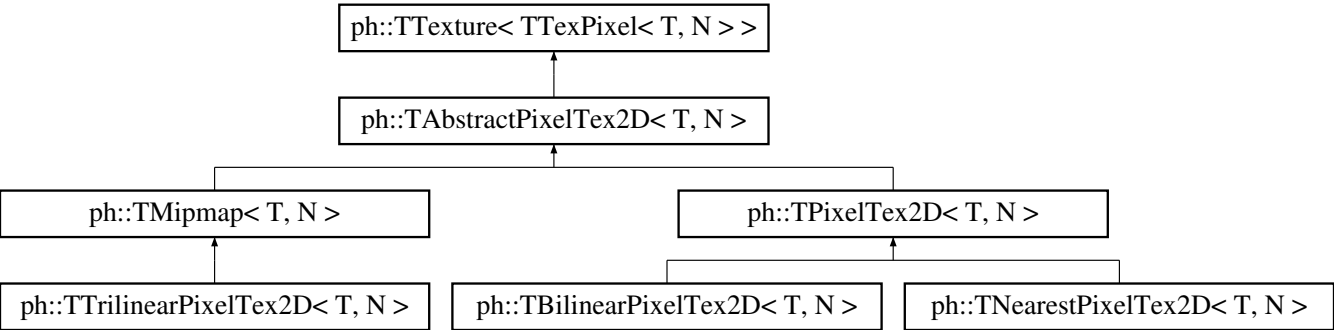 ph::TTexture< TTexPixel< T, N > >
ph::TAbstractPixelTex2D< T, N >
ph::TMipmap< T, N >
ph::TPixelTex2D< T, N >
ph::TTrilinearPixelTex2D< T, N >
ph::TBilinearPixelTex2D< T, N >
ph::TNearestPixelTex2D< T, N >